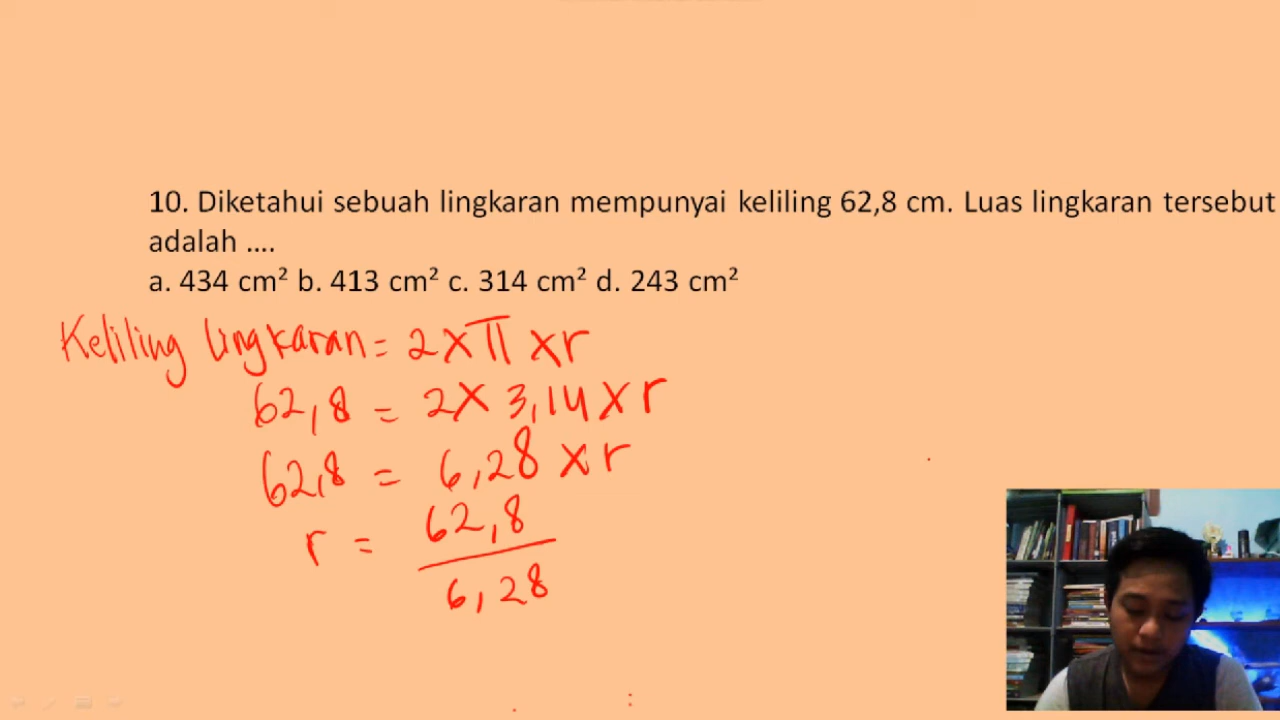 10. Diketahui sebuah lingkaran mempunyai keliling 62,8 cm. Luas lingkaran tersebut
adalah ....
a. 434 cm² b. 413 cm² c. 314 cm² d. 243 cm²
Keliling lingkaran = 2 x π x r
62,8 = 2 x 3,14 x r
62,8 = 6,28 x r
r = 62,8
6,28